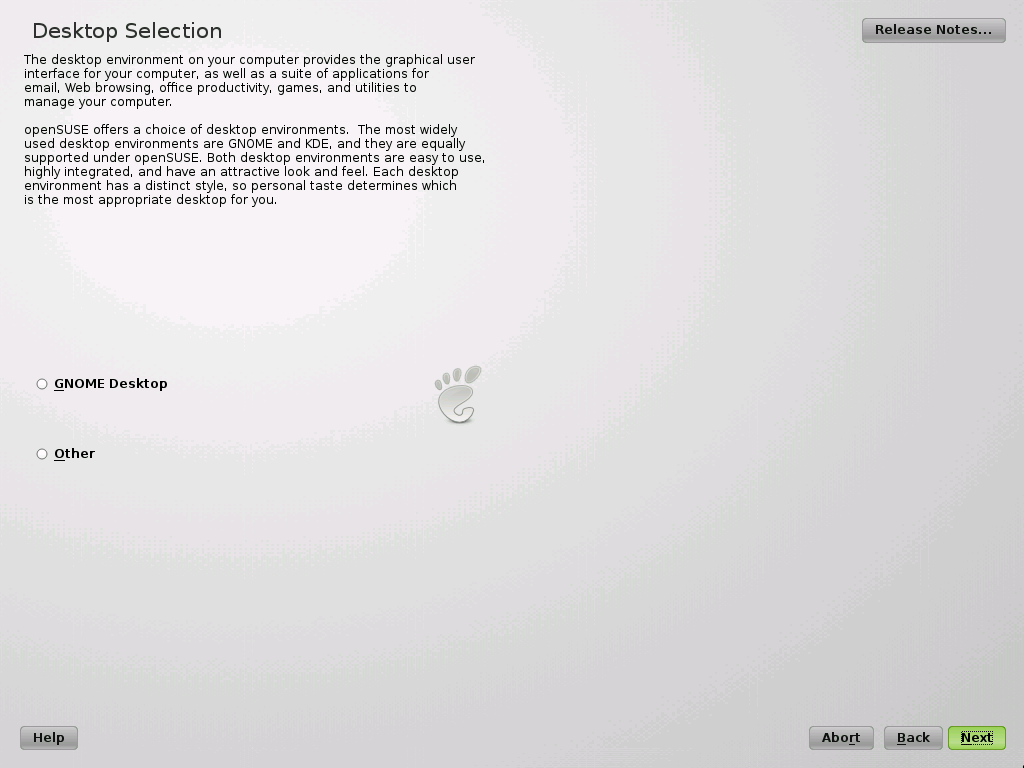 Desktop Selection
Release Notes...
The desktop environment on your computer provides the graphical user
interface for your computer, as well as a suite of applications for
email, Web browsing, office productivity, games, and utilities to
manage your computer.
openSUSE offers a choice of desktop environments.  The most widely
used desktop environments are GNOME and KDE, and they are equally
supported under openSUSE. Both desktop environments are easy to use,
highly integrated, and have an attractive look and feel. Each desktop
environment has a distinct style, so personal taste determines which
is the most appropriate desktop for you.
GNOME Desktop
Other
Help
Abort
Back
Next